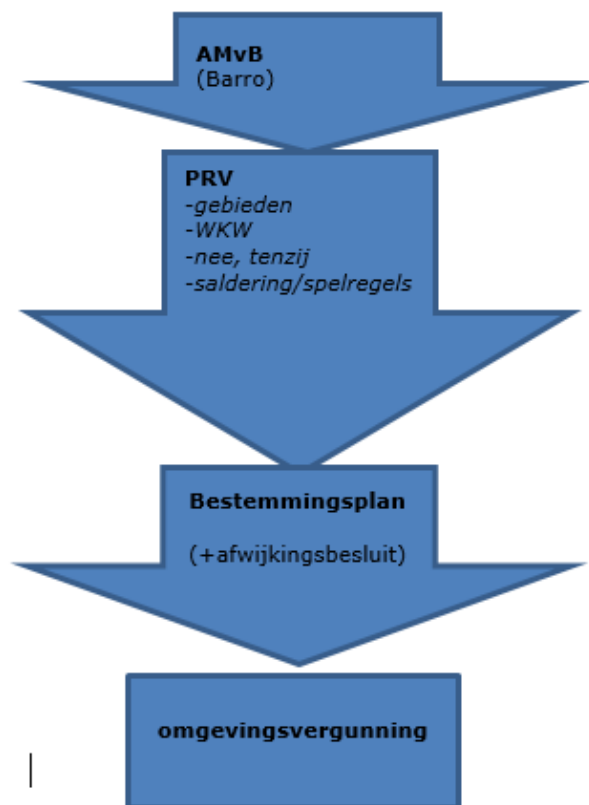 AMvB
(Barro)
PRV
-gebieden
-WKW
-nee, tenzij
-saldering/spelregels
Bestemmingsplan
(+afwijkingsbesluit)
omgevingsvergunning